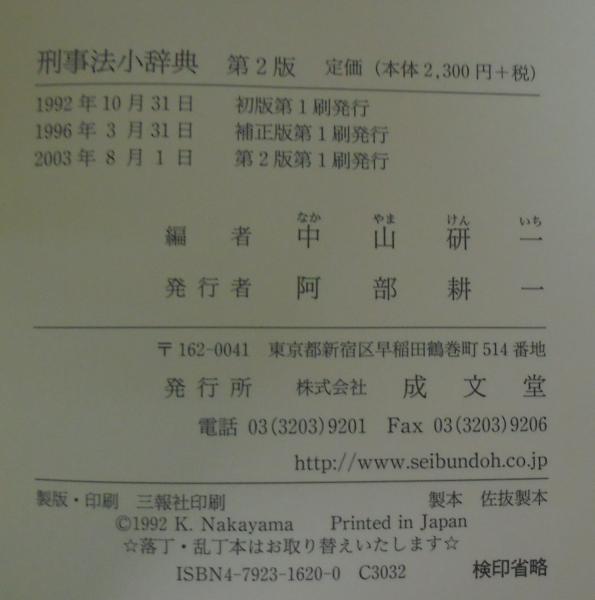 刑事法小辞典　第2版　定価（本体2,300円＋税）
1992年10月31日　初版第1刷発行
1996年 3月31日　補正版第1刷発行
2003年 8月 1日　第2版第1刷発行
なか　やま　けん　いち
編者　中山研一
発行者　阿部耕一
〒162-0041　東京都新宿区早稲田鶴巻町514番地
発行所　株式会社　成文堂
電話 03(3203)9201　Fax 03(3203)9206
http://www.seibundoh.co.jp
製版・印刷　三報社印刷　製本　佐抜製本
©1992 K. Nakayama　Printed in Japan
☆落丁・乱丁本はお取り替えいたします☆
ISBN4-7923-1620-0　C3032　検印省略